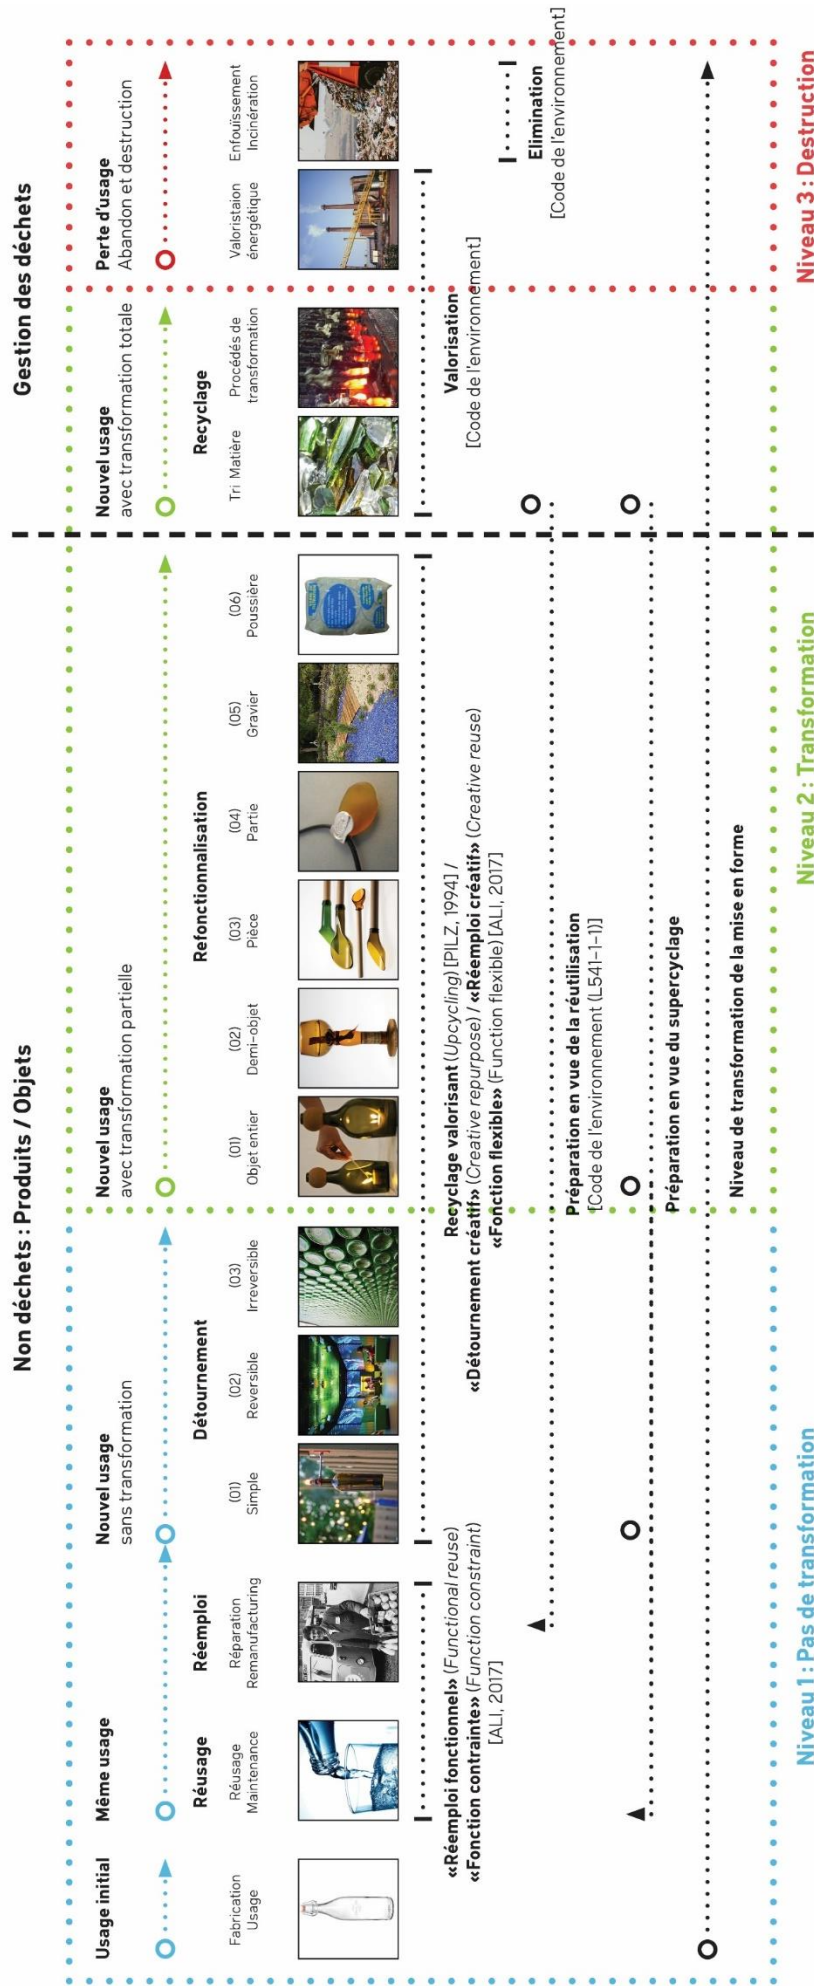 Non déchets : Produits / Objets
Gestion des déchets
Usage initial
Même usage
Nouvel usage
sans transformation
Nouvel usage
avec transformation partielle
Nouvel usage
avec transformation totale
Perte d'usage
Abandon et destruction
Réusage
Réemploi
Détournement
Refonctionnalisation
Recyclage
Fabrication
Usage
Réusage
Maintenance
Réparation
Remanufacturing
(01)
Simple
(02)
Reversible
(03)
Irreversible
(01)
Objet entier
(02)
Demi-objet
(03)
Pièce
(04)
Partie
(05)
Gravier
(06)
Poussière
Tri Matière
Procédés de
transformation
Valoristaion
énergétique
Enfouïssement
Incinération
«Réemploi fonctionnel» (Functional reuse)
«Fonction contrainte» (Function constraint)
[ALI, 2017]
Recyclage valorisant (Upcycling) [PILZ, 1994] /
«Détournement créatif» (Creative repurpose) / «Réemploi créatif» (Creative reuse)
«Fonction flexible» (Function flexible) [ALI, 2017]
Valorisation
[Code de l'environnement]
Elimination
[Code de l'environnement]
Préparation en vue de la réutilisation
[Code de l'environnement (L541-1-1)]
Préparation en vue du supercyclage
Niveau de transformation de la mise en forme
Niveau 1 : Pas de transformation
Niveau 2 : Transformation
Niveau 3 : Destruction